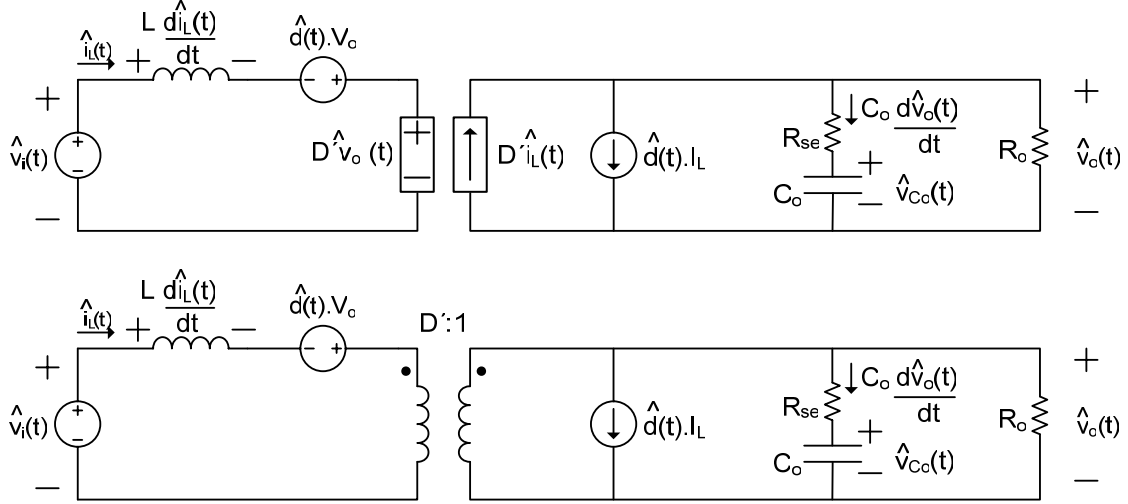 L dî_L(t)/dt
î_L(t) + − d̂(t).V_o
− +
+ + C_o dv̂_o(t)/dt +
R_se
v̂_i(t) + − D´v̂_o (t) + − D´î_L(t) d̂(t).I_L + R_o v̂_o(t)
C_o − v̂_Co(t)
− −
L dî_L(t)/dt
î_L(t) + − d̂(t).V_o D´:1
− +
+ C_o dv̂_o(t)/dt +
R_se
v̂_i(t) + − d̂(t).I_L + R_o v̂_o(t)
C_o − v̂_Co(t)
− −